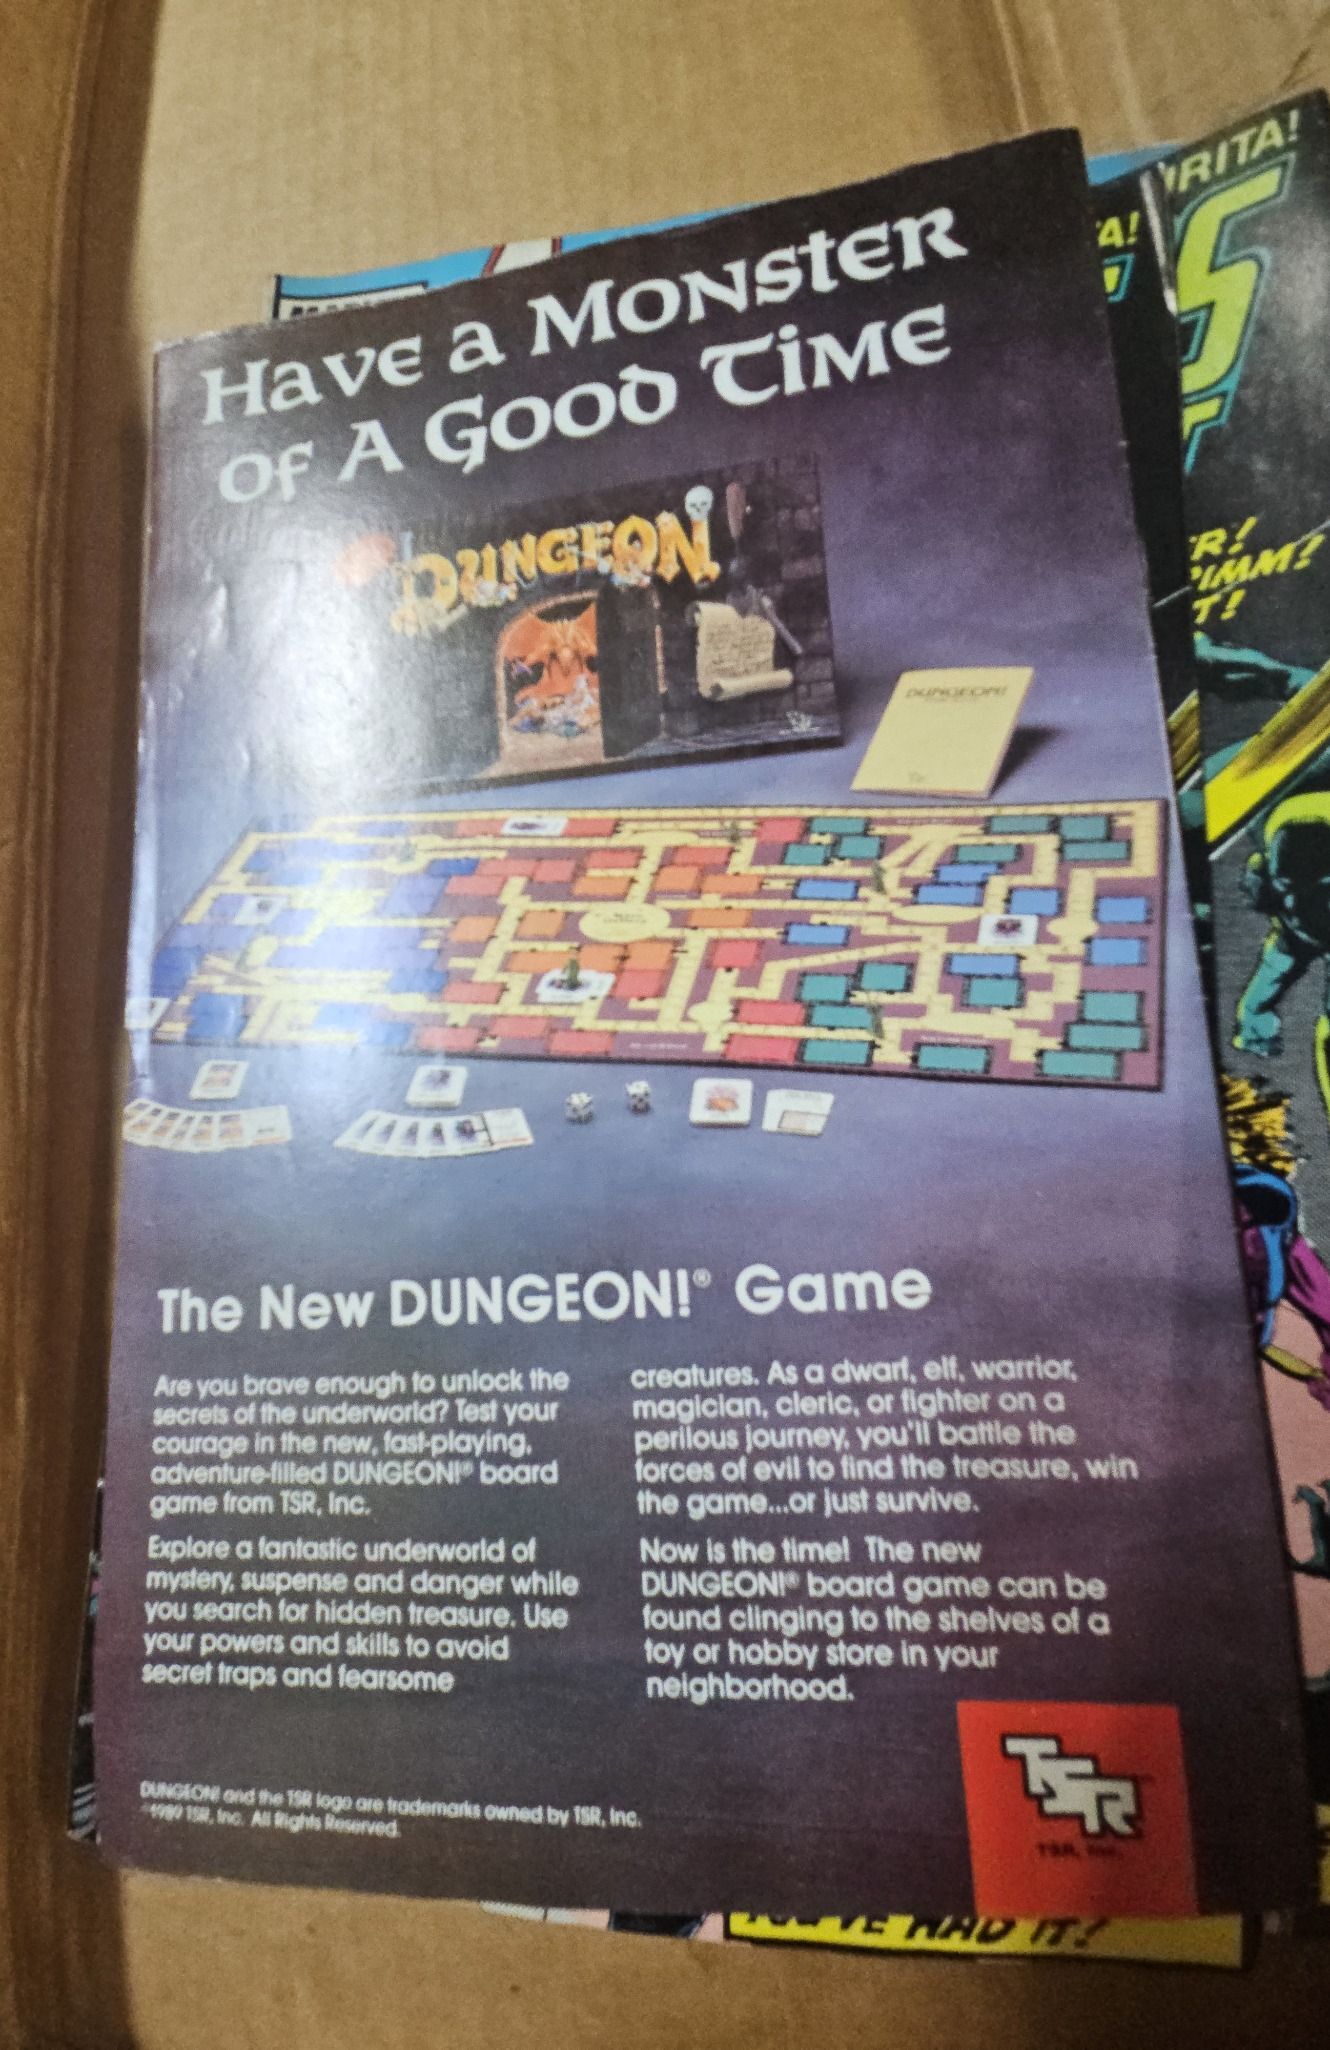 Have a Monster
of A Good Time
DUNGEON
DUNGEON!
The New DUNGEON!® Game
Are you brave enough to unlock the
secrets of the underworld? Test your
courage in the new, fast-playing,
adventure-filled DUNGEON!® board
game from TSR, Inc.
Explore a fantastic underworld of
mystery, suspense and danger while
you search for hidden treasure. Use
your powers and skills to avoid
secret traps and fearsome
creatures. As a dwarf, elf, warrior,
magician, cleric, or fighter on a
perilous journey, you'll battle the
forces of evil to find the treasure, win
the game...or just survive.
Now is the time! The new
DUNGEON!® board game can be
found clinging to the shelves of a
toy or hobby store in your
neighborhood.
DUNGEON! and the TSR logo are trademarks owned by TSR, Inc.
©1989 TSR, Inc. All Rights Reserved.
TSR
TSR, Inc.
A!
RITA!
S
R!
IMM?
T!
YOU'VE HAD IT!